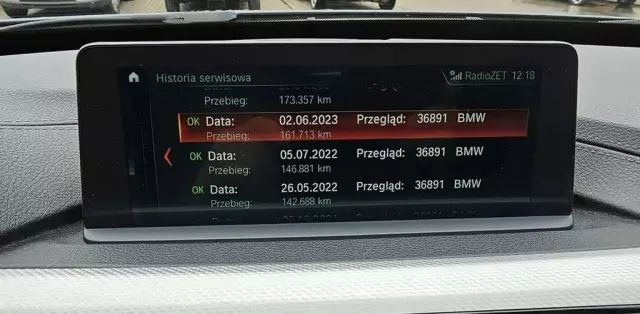 Historia serwisowa RadioZET 12:18
Przebieg: 173.357 km
OK Data: 02.06.2023 Przegląd: 36891 BMW
Przebieg: 161.713 km
OK Data: 05.07.2022 Przegląd: 36891 BMW
Przebieg: 146.881 km
OK Data: 26.05.2022 Przegląd: 36891 BMW
Przebieg: 142.688 km